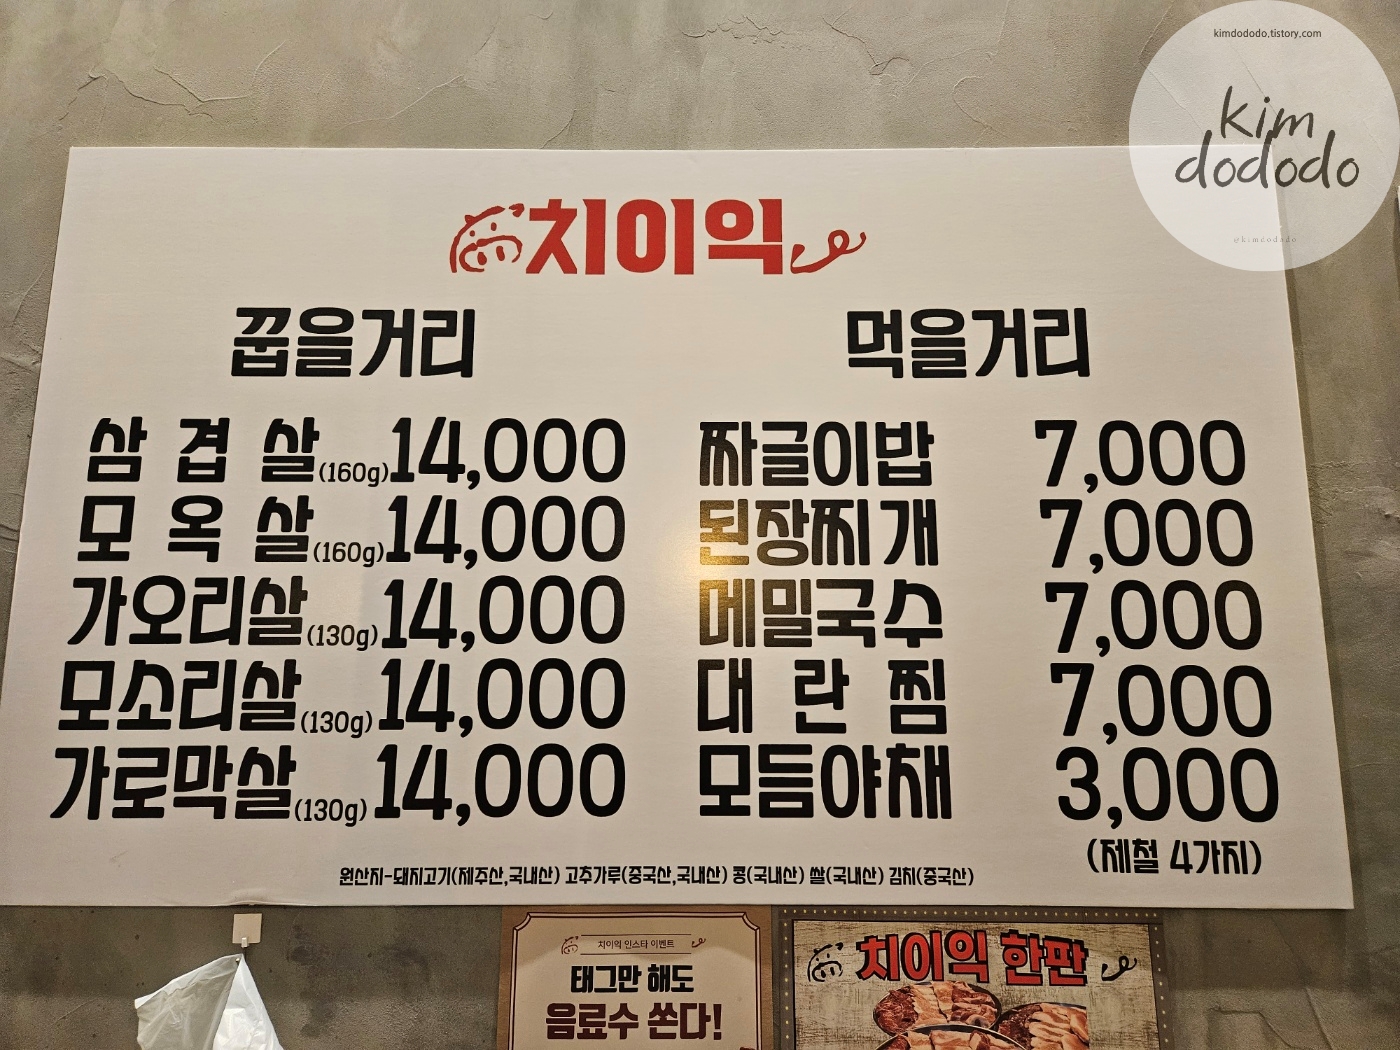 kimdododo.tistory.com
kim
dododo
@kimdododo
치이익
꿉을거리
삼겹살(160g) 14,000
모옥살(160g) 14,000
가오리살(130g) 14,000
모소리살(130g) 14,000
가로막살(130g) 14,000
먹을거리
짜글이밥 7,000
된장찌개 7,000
메밀국수 7,000
대란찜 7,000
모듬야채 3,000
(제철 4가지)
원산지-돼지고기(제주산,국내산) 고추가루(중국산,국내산) 콩(국내산) 쌀(국내산) 김치(중국산)
치이익 인스타 이벤트
태그만 해도
음료수 쏜다!
치이익 한판